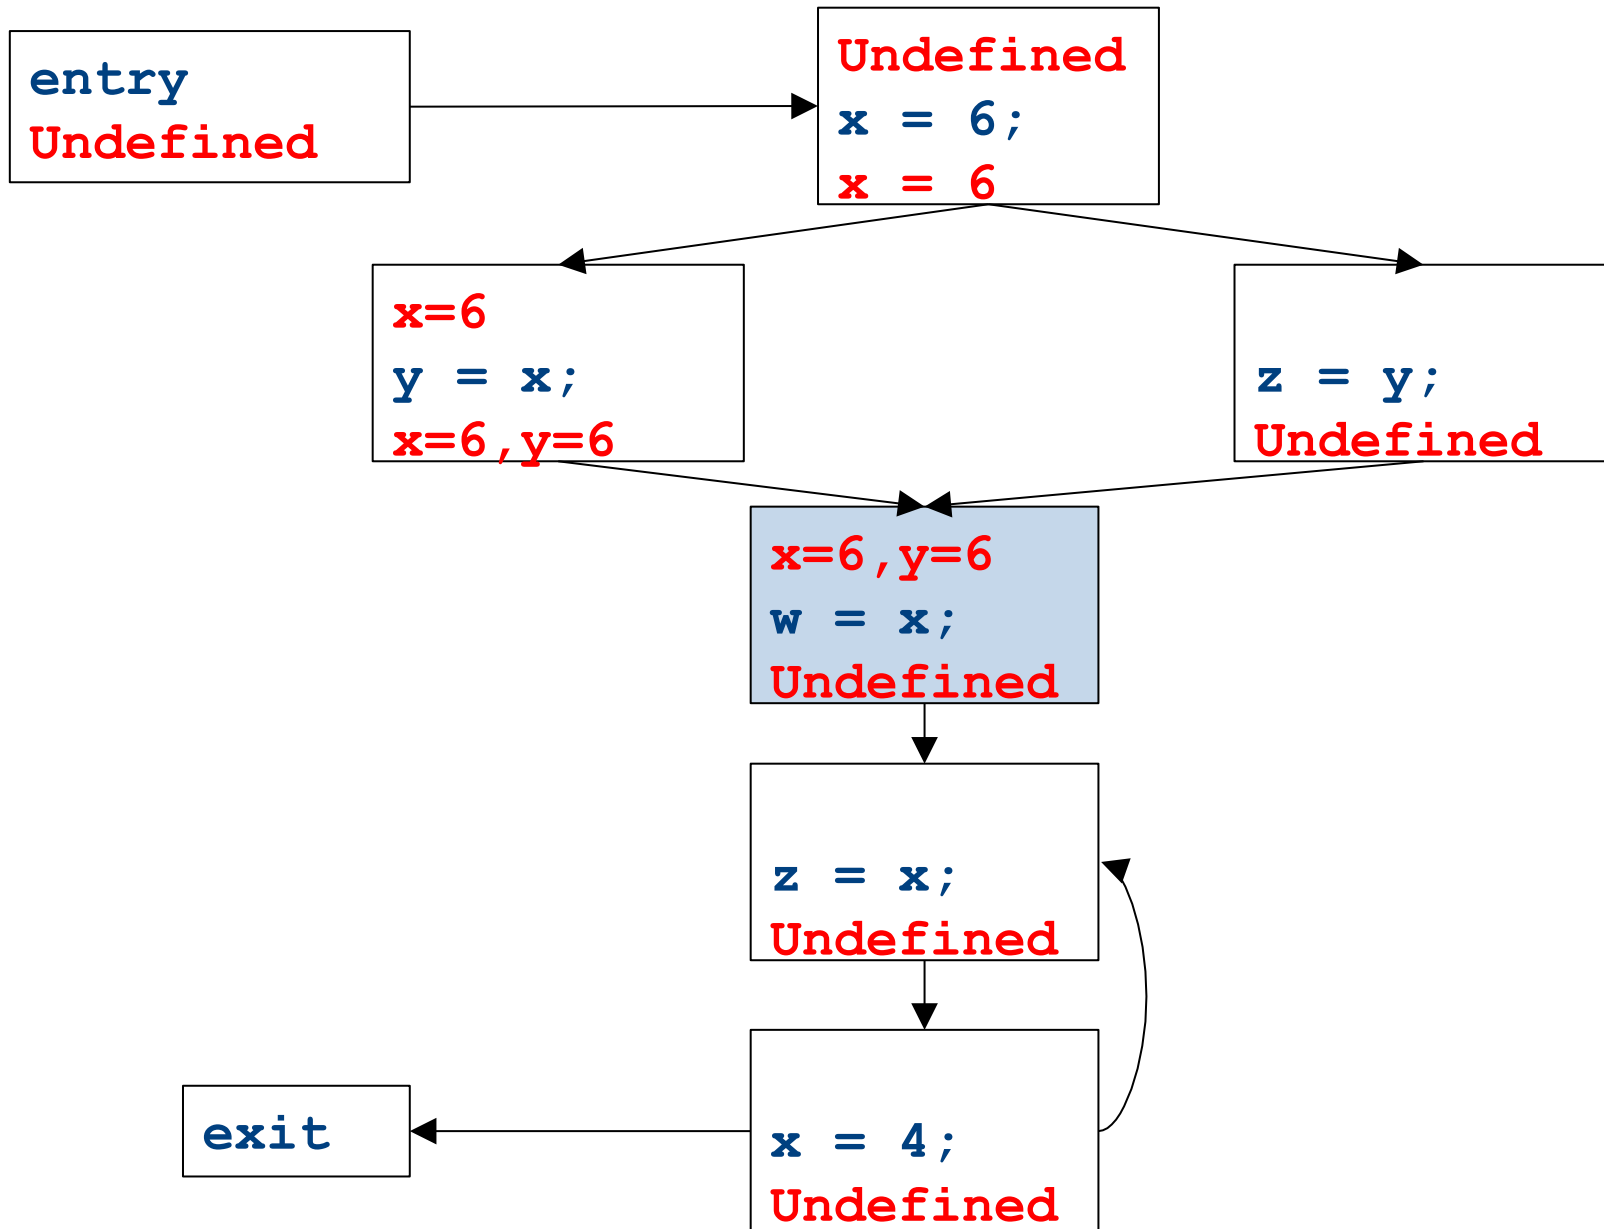 entry
Undefined
Undefined
x = 6;
x = 6
x=6
y = x;
x=6,y=6
z = y;
Undefined
x=6,y=6
w = x;
Undefined
z = x;
Undefined
exit
x = 4;
Undefined